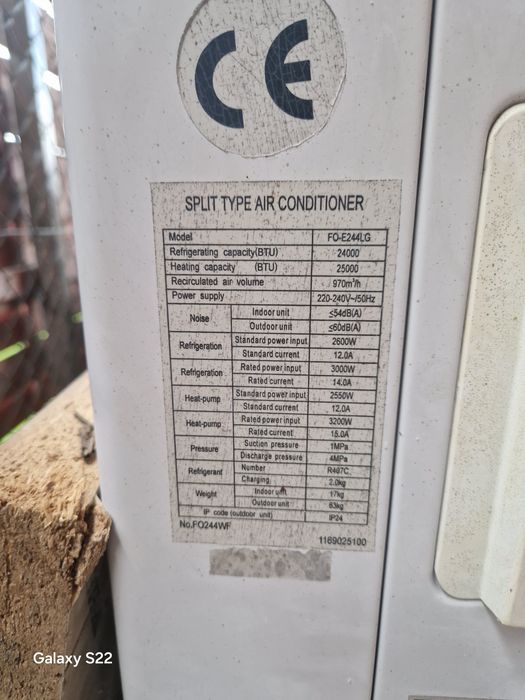 CE
SPLIT TYPE AIR CONDITIONER
Model FO-E244LG
Refrigerating capacity(BTU) 24000
Heating capacity (BTU) 25000
Recirculated air volume 970m³/h
Power supply 220-240V~/50Hz
Noise Indoor unit ≤54dB(A)
Outdoor unit ≤60dB(A)
Refrigeration Standard power input 2600W
Standard current 12.0A
Refrigeration Rated power input 3000W
Rated current 14.0A
Heat-pump Standard power input 2550W
Standard current 12.0A
Heat-pump Rated power input 3200W
Rated current 15.0A
Pressure Suction pressure 1MPa
Discharge pressure 4MPa
Refrigerant Number R407C
Charging 2.0kg
Weight Indoor unit 17kg
Outdoor unit 63kg
IP code (outdoor unit) IP24
No.FO244WF 1169025100
Galaxy S22